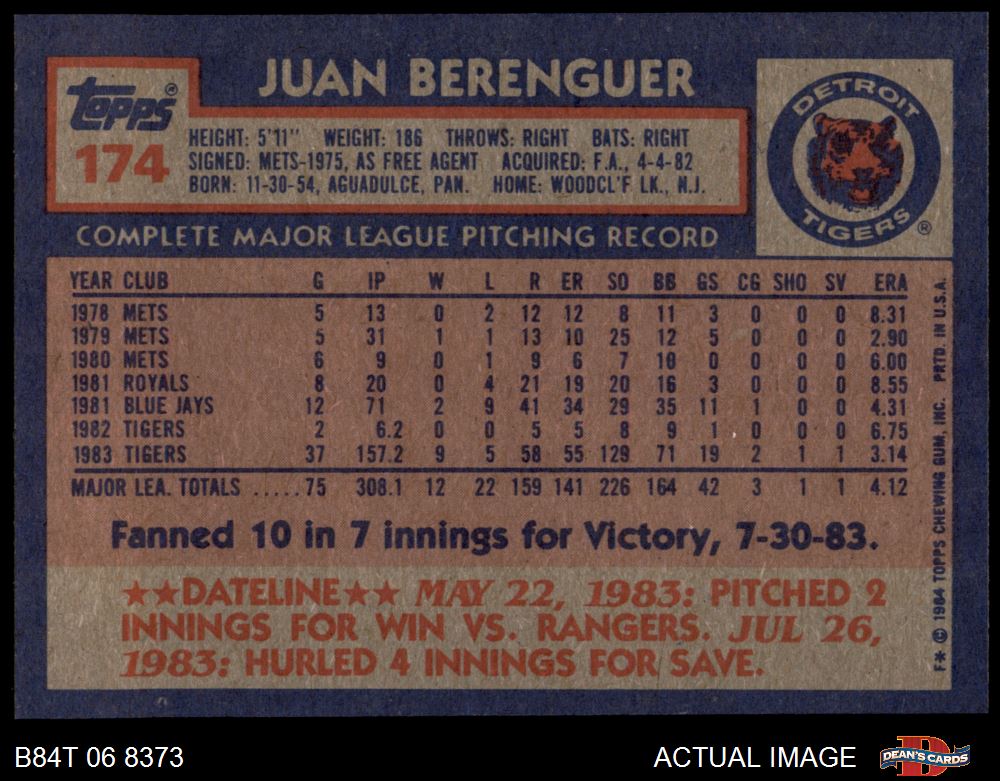 JUAN BERENGUER
topps®
174
HEIGHT: 5'11" WEIGHT: 186 THROWS: RIGHT BATS: RIGHT
SIGNED: METS-1975, AS FREE AGENT ACQUIRED: F.A., 4-4-82
BORN: 11-30-54, AGUADULCE, PAN. HOME: WOODCL'F LK., N.J.
DETROIT
TIGERS®
COMPLETE MAJOR LEAGUE PITCHING RECORD
YEAR CLUB G IP W L R ER SO BB GS CG SHO SV ERA
1978 METS 5 13 0 2 12 12 8 11 3 0 0 0 8.31
1979 METS 5 31 1 1 13 10 25 12 5 0 0 0 2.90
1980 METS 6 9 0 1 9 6 7 10 0 0 0 0 6.00
1981 ROYALS 8 20 0 4 21 19 20 16 3 0 0 0 8.55
1981 BLUE JAYS 12 71 2 9 41 34 29 35 11 1 0 0 4.31
1982 TIGERS 2 6.2 0 0 5 5 8 9 1 0 0 0 6.75
1983 TIGERS 37 157.2 9 5 58 55 129 71 19 2 1 1 3.14
MAJOR LEA. TOTALS .....75 308.1 12 22 159 141 226 164 42 3 1 1 4.12
Fanned 10 in 7 innings for Victory, 7-30-83.
★★DATELINE★★ MAY 22, 1983: PITCHED 2
INNINGS FOR WIN VS. RANGERS. JUL 26,
1983: HURLED 4 INNINGS FOR SAVE.
F* © 1984 TOPPS CHEWING GUM, INC. PRTD. IN U.S.A.
B84T 06 8373
ACTUAL IMAGE
DEAN'S CARDS